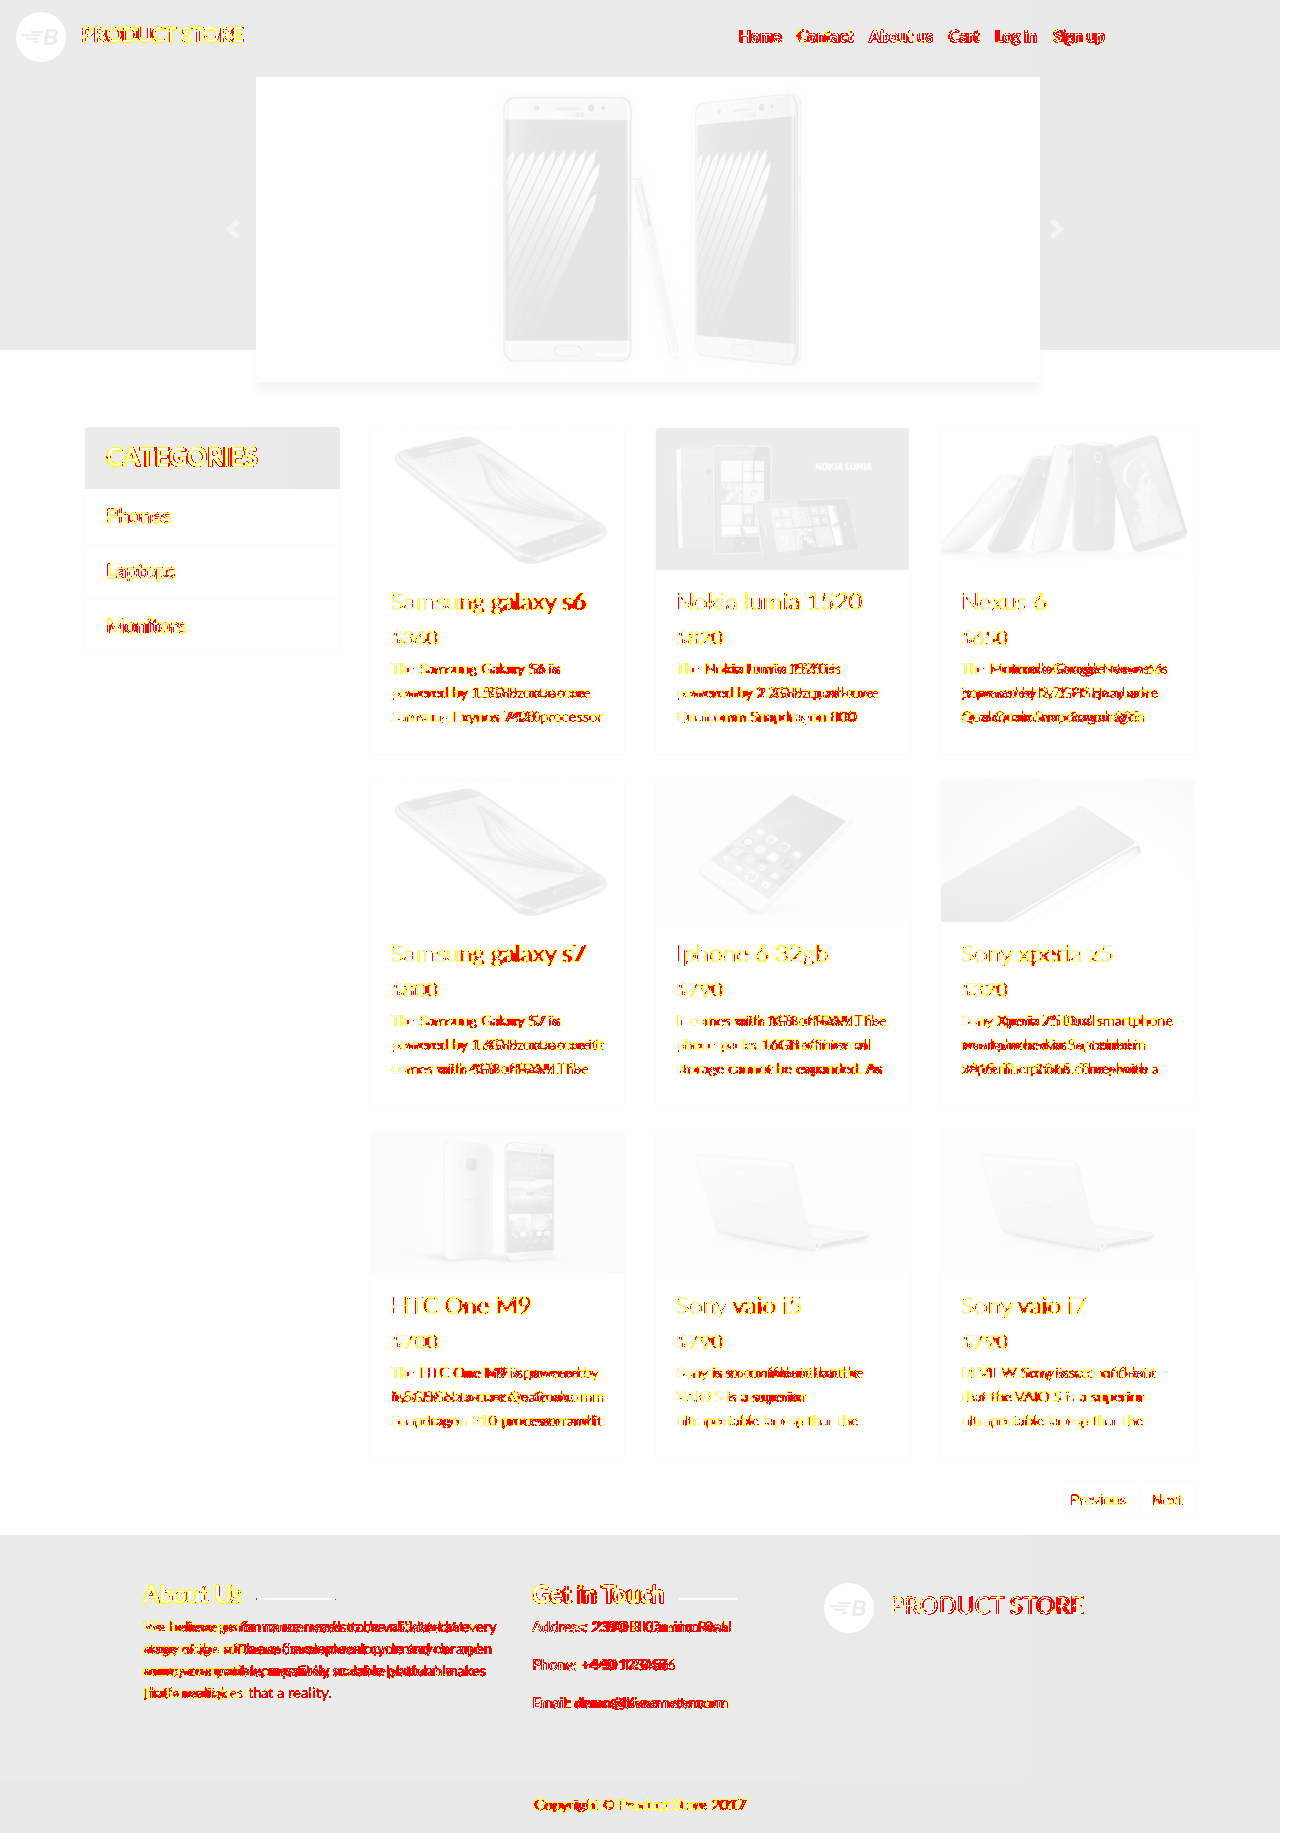 PRODUCT STORE
Home Contact About us Cart Log in Sign up
CATEGORIES
Phones
Laptops
Monitors
NOKIA LUMIA
Samsung galaxy s6
$360
The Samsung Galaxy S6 is
powered by 1.5GHz octa-core
Samsung Exynos 7420 processor
Nokia lumia 1520
$820
The Nokia Lumia 1520 is
powered by 2.2GHz quad-core
Qualcomm Snapdragon 800
Nexus 6
$650
The Motorola Google Nexus 6 is
powered by 2.7GHz quad-core
Qualcomm Snapdragon
Samsung galaxy s7
$800
The Samsung Galaxy S7 is
powered by 1.6GHz octa-core it
comes with 4GB of RAM. The
Iphone 6 32gb
$790
It comes with 1GB of RAM. The
phone packs 16GB of internal
storage cannot be expanded. As
Sony xperia z5
$320
Sony Xperia Z5 Dual smartphone
September 2015. with a
HTC One M9
$700
The HTC One M9 is powered by
1.5GHz octa-core Qualcomm
Snapdragon 810 processor and it
Sony vaio i5
$790
Sony is so confident that the
VAIO S is a superior
ultraportable laptop that the
Sony vaio i7
$790
REVIEW Sony is so confident
that the VAIO S is a superior
ultraportable laptop that the
Previous Next
About Us
We believe performance needs to be validated at every
stage of the software development cycle and our open
source compatible, massively scalable platform makes
that a reality.
Get in Touch
Address: 2390 El Camino Real
Phone: +440 123456
Email: demo@blazemeter.com
B PRODUCT STORE
Copyright © Product Store 2017